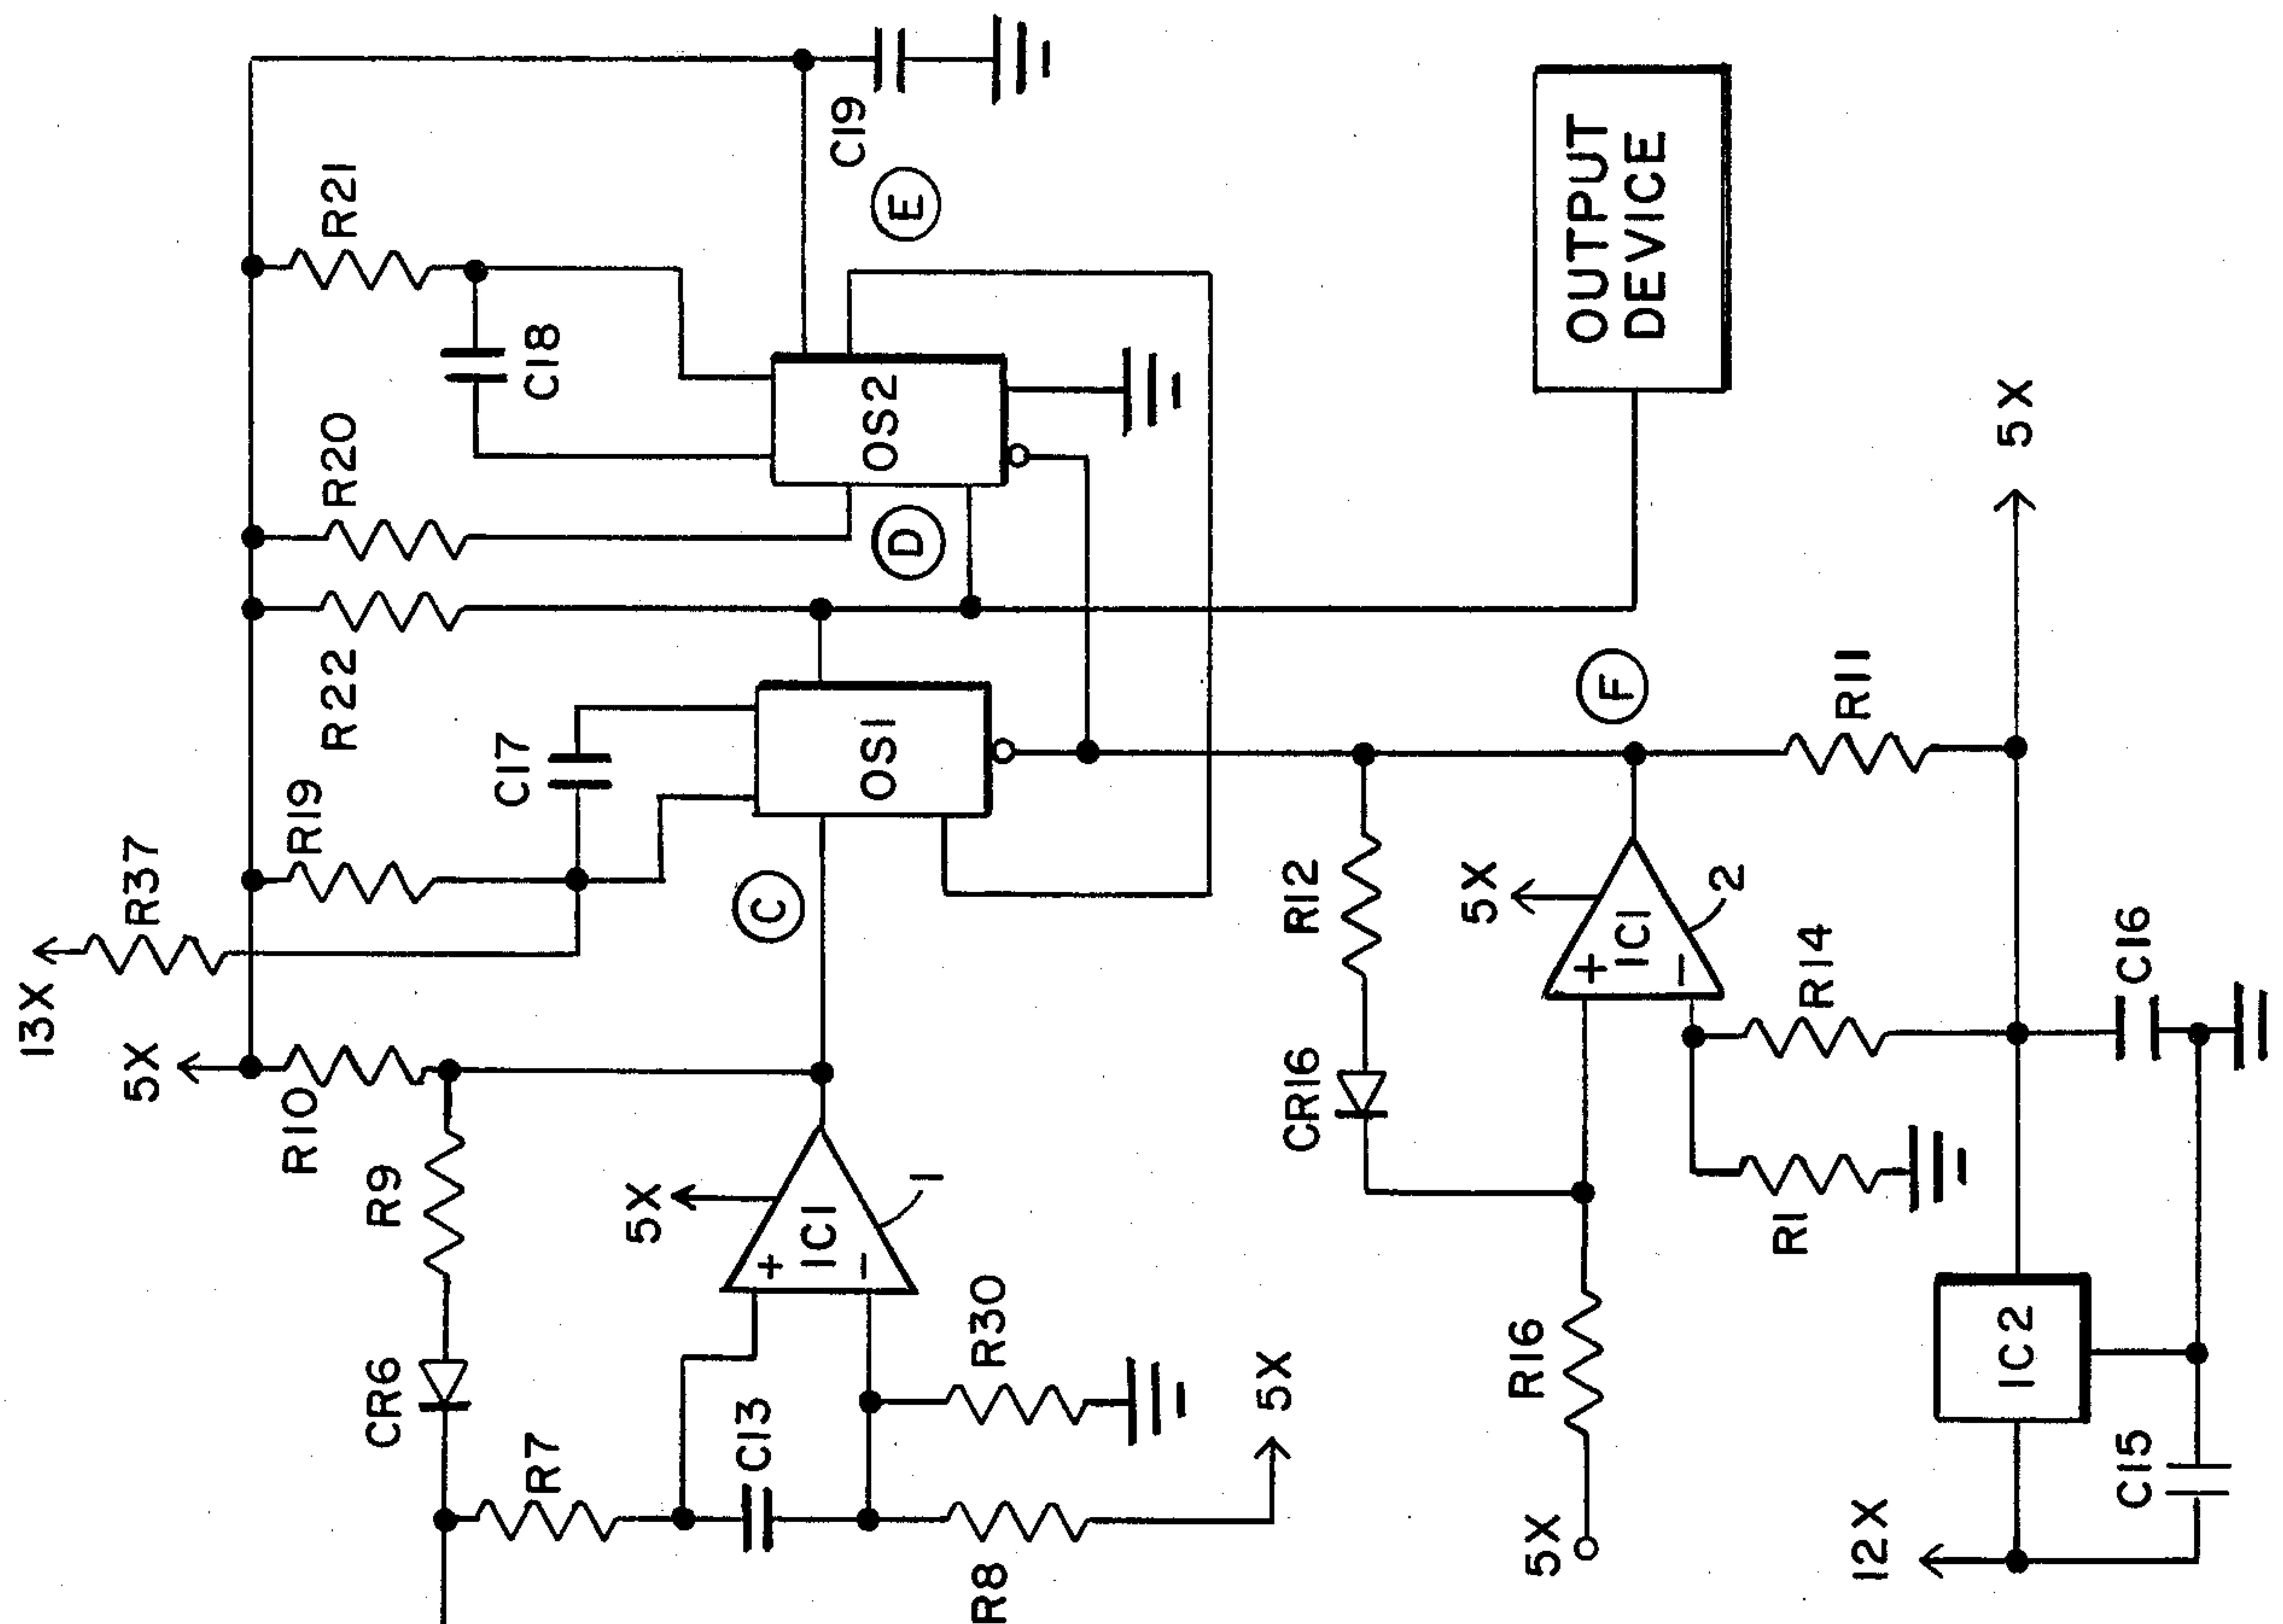 13X
R37
5X
R10
R19
R22
R20
R21
C17
C18
C19
E
D
C
OS1
OS2
R9
CR6
R7
5X
+
IC1
−
1
C13
R30
R8
5X
OUTPUT
DEVICE
F
R11
5X
R12
CR16
5X
+
IC1
−
2
R14
R1
R16
5X
C16
IC2
C15
12X